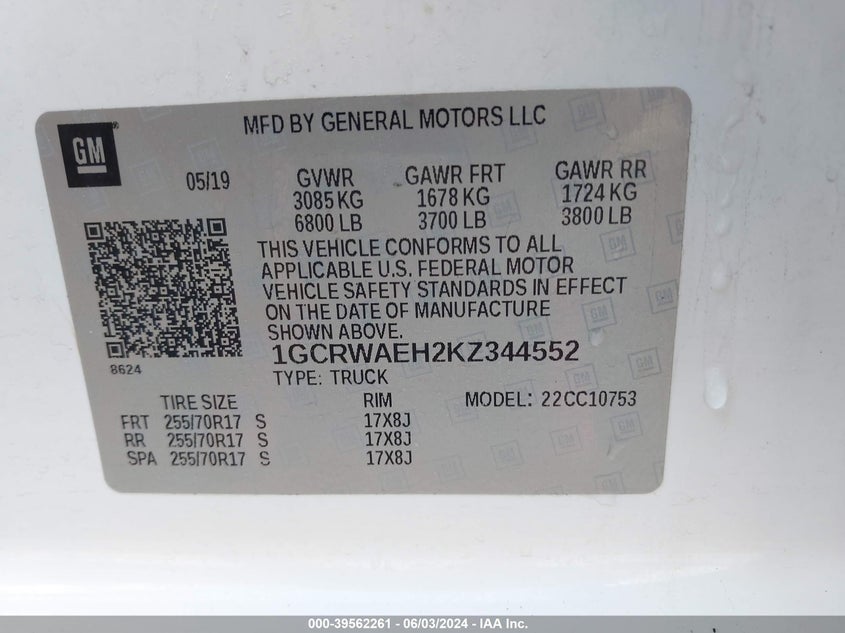 MFD BY GENERAL MOTORS LLC
GM
05/19 GVWR GAWR FRT GAWR RR
3085 KG 1678 KG 1724 KG
6800 LB 3700 LB 3800 LB
THIS VEHICLE CONFORMS TO ALL
APPLICABLE U.S. FEDERAL MOTOR
VEHICLE SAFETY STANDARDS IN EFFECT
ON THE DATE OF MANUFACTURE
SHOWN ABOVE.
1GCRWAEH2KZ344552
8624
TYPE: TRUCK
TIRE SIZE RIM MODEL: 22CC10753
FRT 255/70R17 S 17X8J
RR 255/70R17 S 17X8J
SPA 255/70R17 S 17X8J
000-39562261 - 06/03/2024 - IAA Inc.